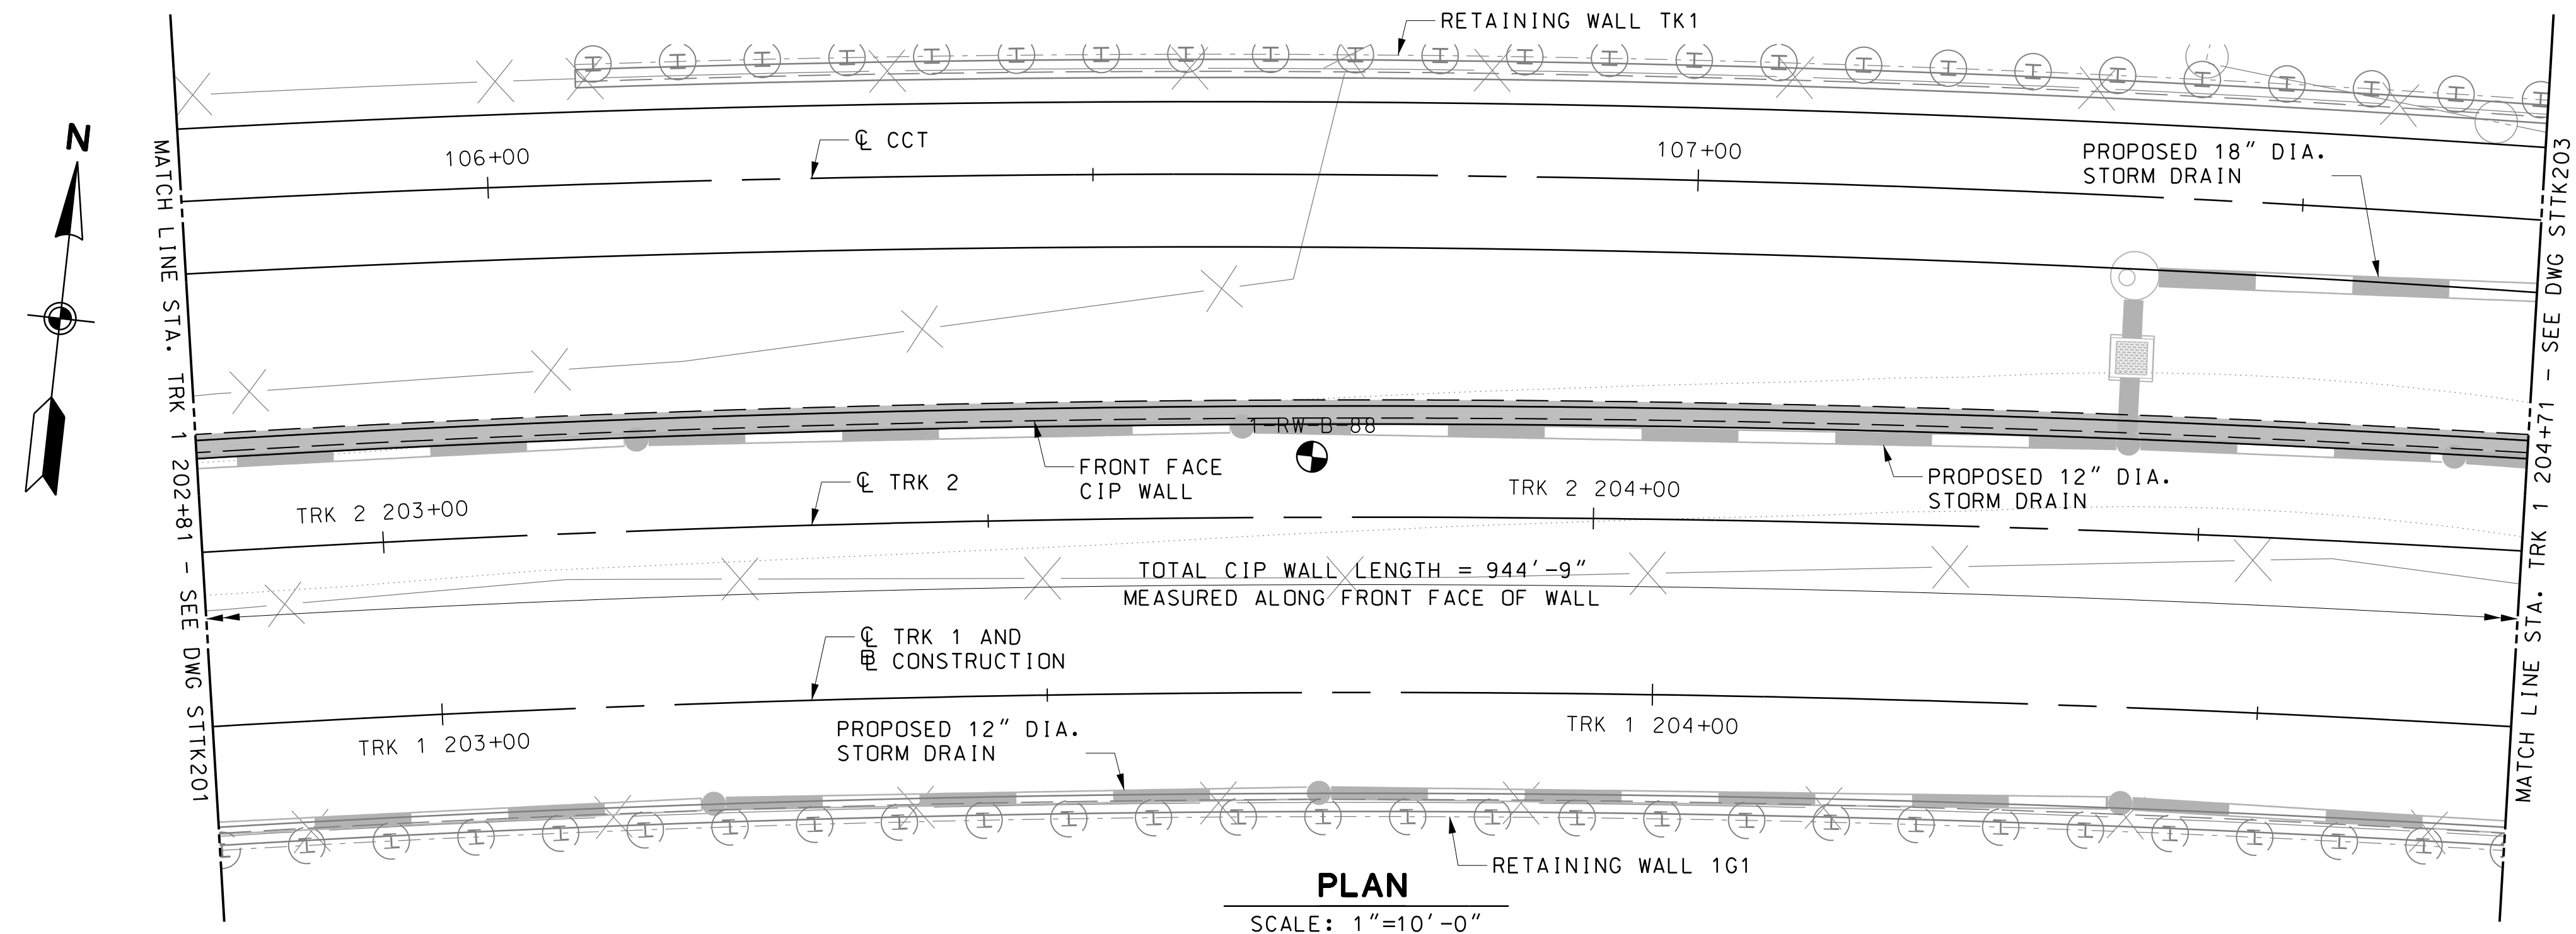 RETAINING WALL TK1
N
℄ CCT
106+00
107+00
PROPOSED 18" DIA.
STORM DRAIN
MATCH LINE STA. TRK 1 202+81 - SEE DWG STTK201
MATCH LINE STA. TRK 1 204+71 - SEE DWG STTK203
1-RW-B-88
FRONT FACE
CIP WALL
℄ TRK 2
TRK 2 203+00
TRK 2 204+00
PROPOSED 12" DIA.
STORM DRAIN
TOTAL CIP WALL LENGTH = 944'-9"
MEASURED ALONG FRONT FACE OF WALL
℄ TRK 1 AND
BL CONSTRUCTION
TRK 1 203+00
TRK 1 204+00
PROPOSED 12" DIA.
STORM DRAIN
RETAINING WALL 1G1
PLAN
SCALE: 1"=10'-0"